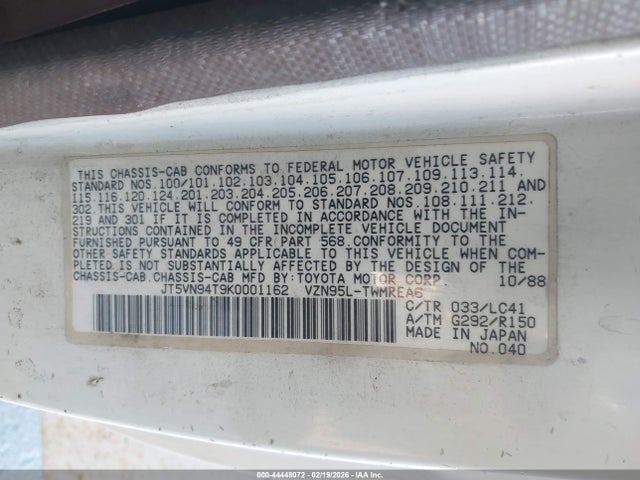 THIS CHASSIS-CAB CONFORMS TO FEDERAL MOTOR VEHICLE SAFETY
STANDARD NOS.100/101.102.103.104.105.106.107.109.113.114.
115.116.120.124.201.203.204.205.206.207.208.209.210.211 AND
302.THIS VEHICLE WILL CONFORM TO STANDARD NOS.108.111.212.
219 AND 301 IF IT IS COMPLETED IN ACCORDANCE WITH THE IN-
STRUCTIONS CONTAINED IN THE INCOMPLETE VEHICLE DOCUMENT
FURNISHED PURSUANT TO 49 CFR PART 568.CONFORMITY TO THE
OTHER SAFETY STANDARDS APPLICABLE TO THIS VEHICLE WHEN COM-
PLETED IS NOT SUBSTANTIALLY AFFECTED BY THE DESIGN OF THE
CHASSIS-CAB.CHASSIS-CAB MFD BY:TOYOTA MOTOR CORP 10/88
JT5VN94T9K0001162 VZN95L-TWMREA6
C/TR 033/LC41
A/TM G292/R150
MADE IN JAPAN
NO.040
000-44448072 - 02/19/2026 - IAA Inc.